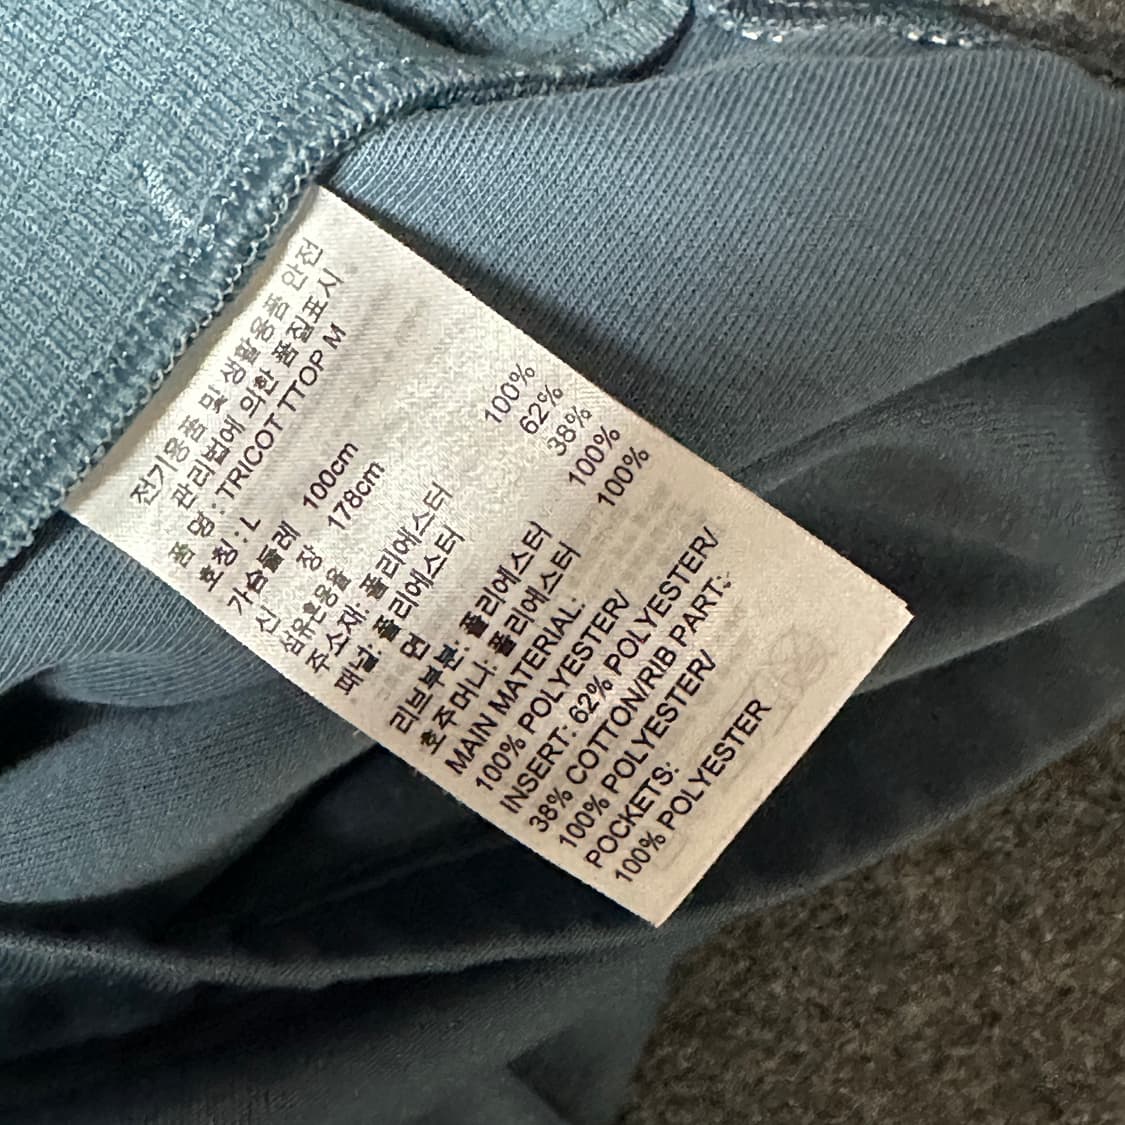 전기용품 및 생활용품 안전
관리법에 의한 품질표시
품 명 : TRICOT TTOP M
호칭 : L
가슴둘레 100cm
신 장 178cm
섬유혼용율
주소재: 폴리에스터 100%
패널: 폴리에스터 62%
면 38%
리브부분: 폴리에스터 100%
호주머니: 폴리에스터 100%
MAIN MATERIAL:
100% POLYESTER/
INSERT: 62% POLYESTER/
38% COTTON/RIB PART:
100% POLYESTER/
POCKETS:
100% POLYESTER